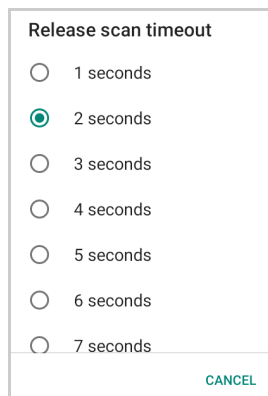 Release scan timeout
1 seconds
2 seconds
3 seconds
4 seconds
5 seconds
6 seconds
7 seconds
CANCEL